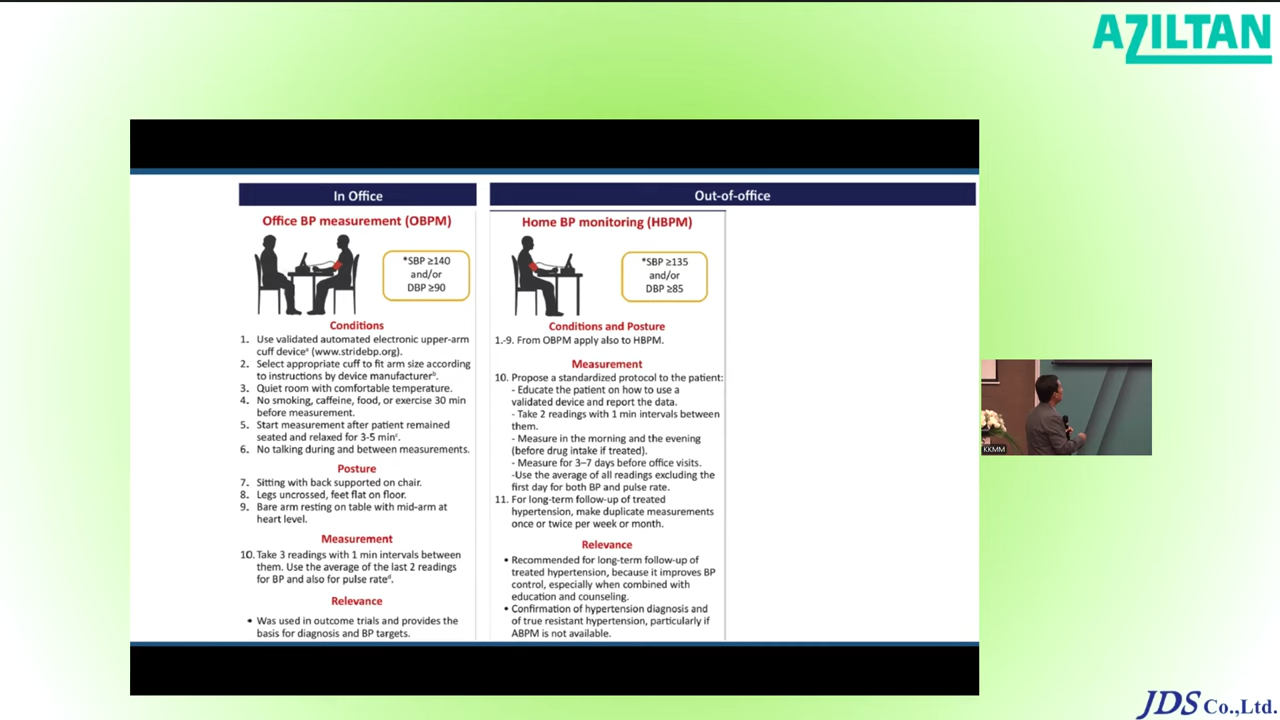 AZILTAN
In Office
Office BP measurement (OBPM)
*SBP ≥140
and/or
DBP ≥90
Conditions
1. Use validated automated electronic upper-arm
cuff deviceᵃ (www.stridebp.org).
2. Select appropriate cuff to fit arm size according
to instructions by device manufacturerᵇ.
3. Quiet room with comfortable temperature.
4. No smoking, caffeine, food, or exercise 30 min
before measurement.
5. Start measurement after patient remained
seated and relaxed for 3-5 minᶜ.
6. No talking during and between measurements.
Posture
7. Sitting with back supported on chair.
8. Legs uncrossed, feet flat on floor.
9. Bare arm resting on table with mid-arm at
heart level.
Measurement
10. Take 3 readings with 1 min intervals between
them. Use the average of the last 2 readings
for BP and also for pulse rateᵈ.
Relevance
• Was used in outcome trials and provides the
basis for diagnosis and BP targets.
Out-of-office
Home BP monitoring (HBPM)
*SBP ≥135
and/or
DBP ≥85
Conditions and Posture
1.-9. From OBPM apply also to HBPM.
Measurement
10. Propose a standardized protocol to the patient:
- Educate the patient on how to use a
validated device and report the data.
- Take 2 readings with 1 min intervals between
them.
- Measure in the morning and the evening
(before drug intake if treated).
- Measure for 3–7 days before office visits.
-Use the average of all readings excluding the
first day for both BP and pulse rate.
11. For long-term follow-up of treated
hypertension, make duplicate measurements
once or twice per week or month.
Relevance
• Recommended for long-term follow-up of
treated hypertension, because it improves BP
control, especially when combined with
education and counseling.
• Confirmation of hypertension diagnosis and
of true resistant hypertension, particularly if
ABPM is not available.
KKMM
JDS Co.,Ltd.